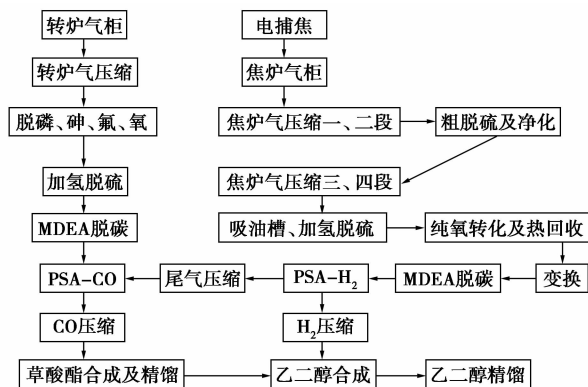 转炉气柜
电捕焦
转炉气压缩
焦炉气柜
脱磷、砷、氟、氧
焦炉气压缩一、二段
粗脱硫及净化
加氢脱硫
焦炉气压缩三、四段
MDEA脱碳
吸油槽、加氢脱硫
纯氧转化及热回收
PSA-CO
尾气压缩
PSA-H₂
MDEA脱碳
变换
CO压缩
H₂压缩
草酸酯合成及精馏
乙二醇合成
乙二醇精馏